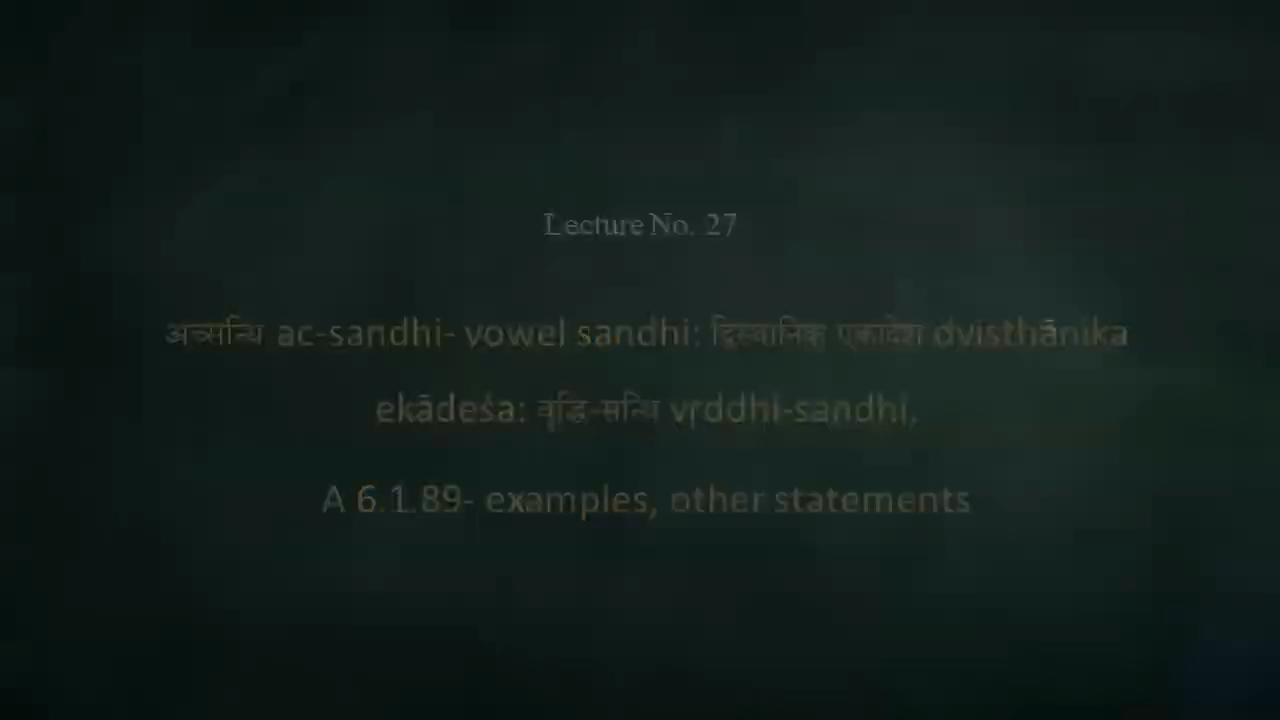 Lecture No. 27
अच्सन्धि ac-sandhi- vowel sandhi: द्विस्थानिक एकादेश dvisthānika
ekādeśa: वृद्धि-सन्धि vṛddhi-sandhi,
A 6.1.89- examples, other statements